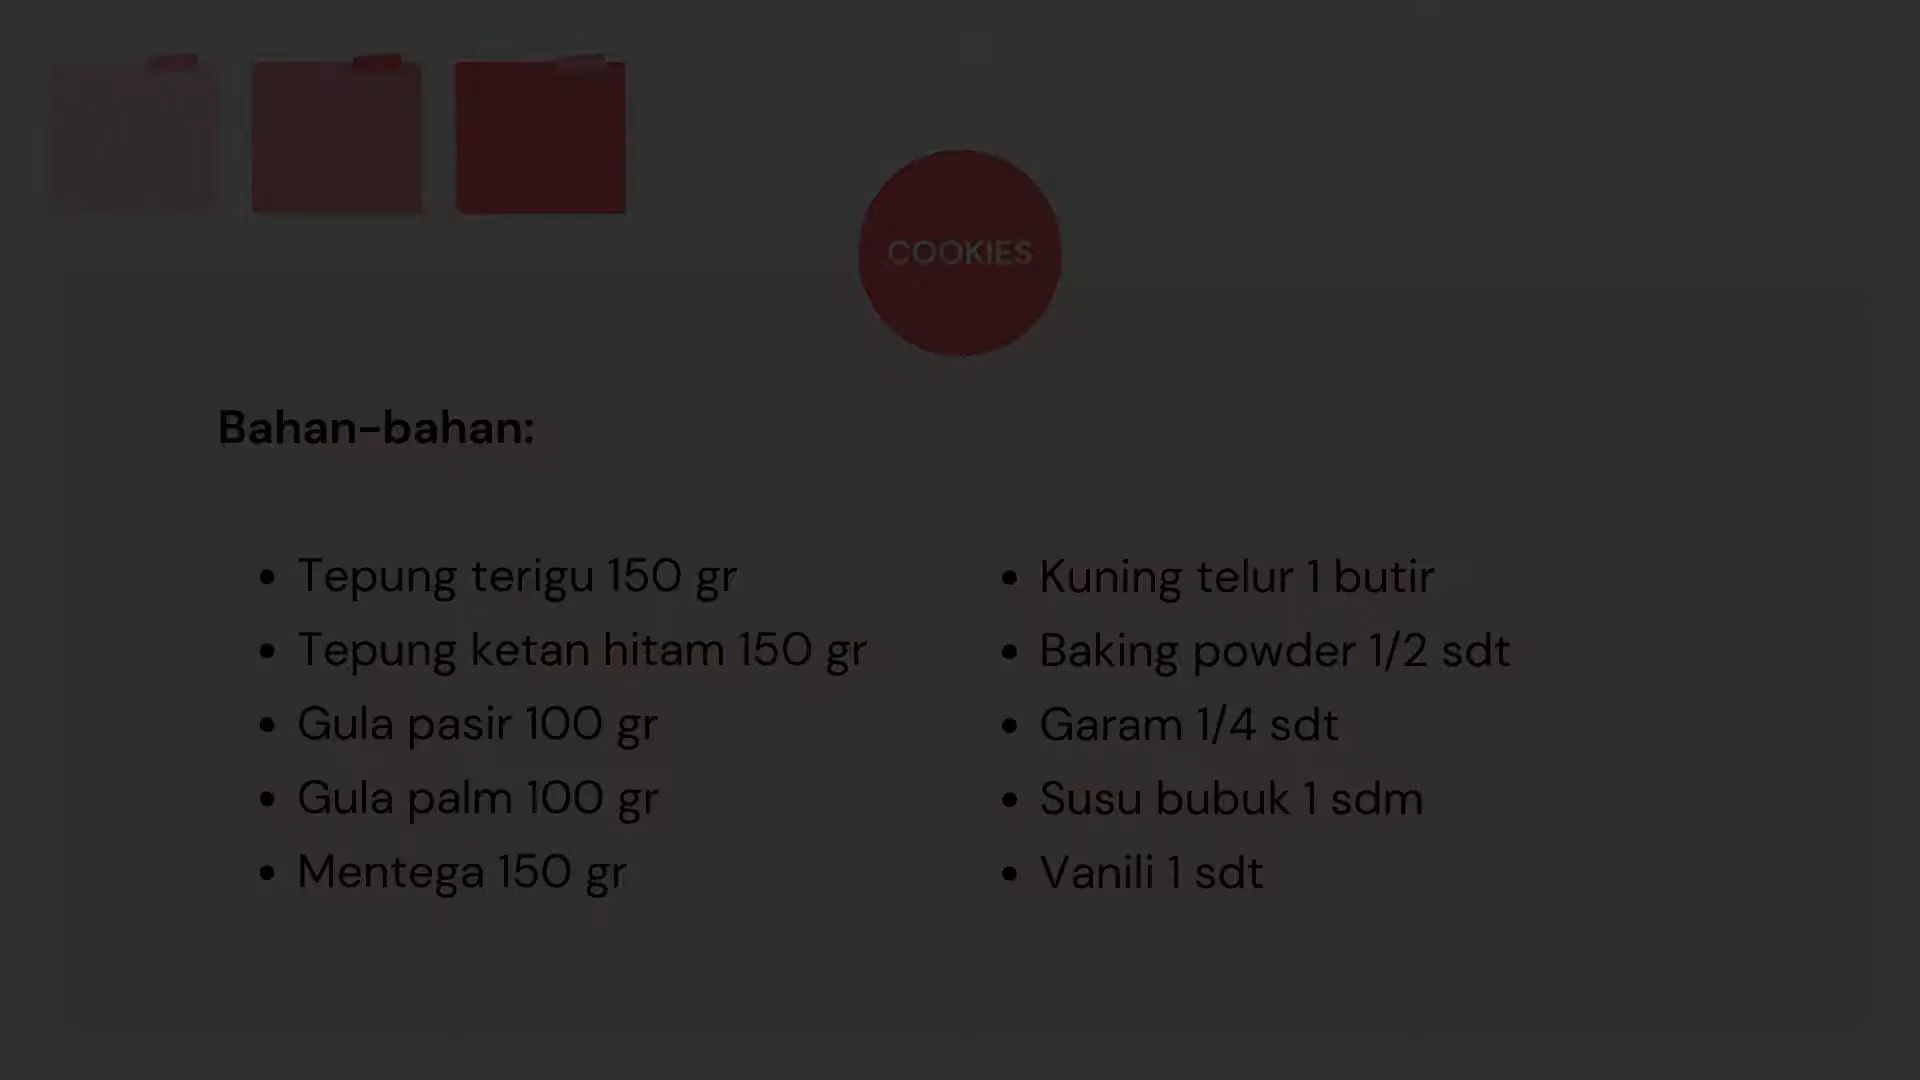 COOKIES
Bahan-bahan:
• Tepung terigu 150 gr
• Tepung ketan hitam 150 gr
• Gula pasir 100 gr
• Gula palm 100 gr
• Mentega 150 gr
• Kuning telur 1 butir
• Baking powder 1/2 sdt
• Garam 1/4 sdt
• Susu bubuk 1 sdm
• Vanili 1 sdt